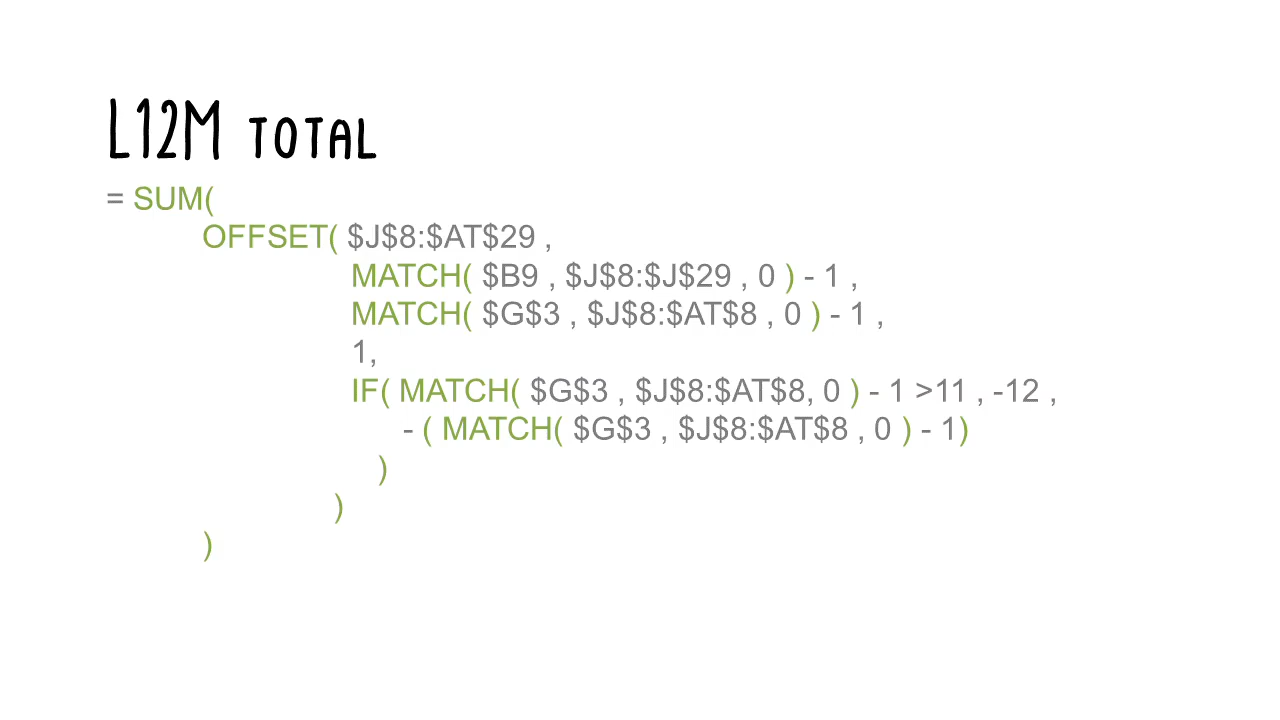 L12M TOTAL
= SUM(
OFFSET( $J$8:$AT$29 ,
MATCH( $B9 , $J$8:$J$29 , 0 ) - 1 ,
MATCH( $G$3 , $J$8:$AT$8 , 0 ) - 1 ,
1,
IF( MATCH( $G$3 , $J$8:$AT$8, 0 ) - 1 >11 , -12 ,
- ( MATCH( $G$3 , $J$8:$AT$8 , 0 ) - 1)
)
)
)